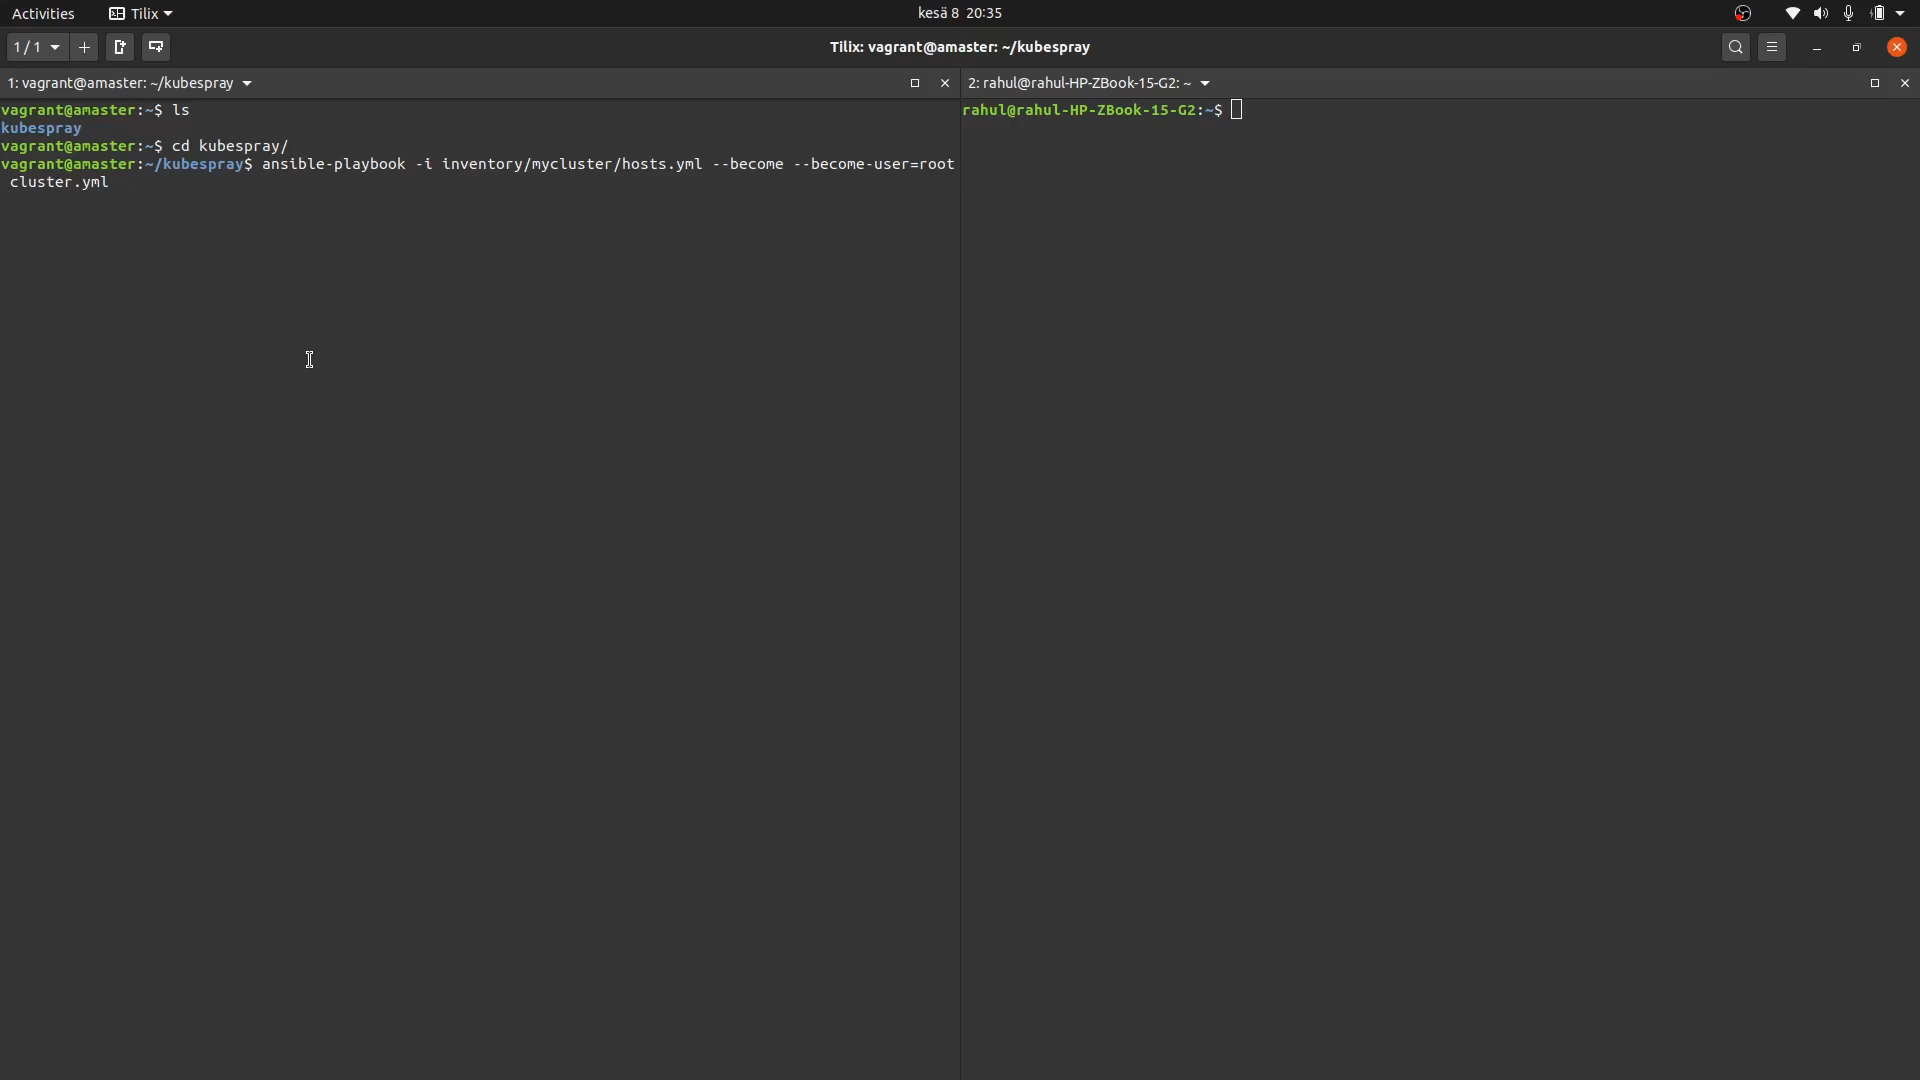 Activities Tilix kesä 8 20:35
1 / 1 Tilix: vagrant@amaster: ~/kubespray
1: vagrant@amaster: ~/kubespray
vagrant@amaster:~$ ls
kubespray
vagrant@amaster:~$ cd kubespray/
vagrant@amaster:~/kubespray$ ansible-playbook -i inventory/mycluster/hosts.yml --become --become-user=root
cluster.yml
2: rahul@rahul-HP-ZBook-15-G2: ~
rahul@rahul-HP-ZBook-15-G2:~$